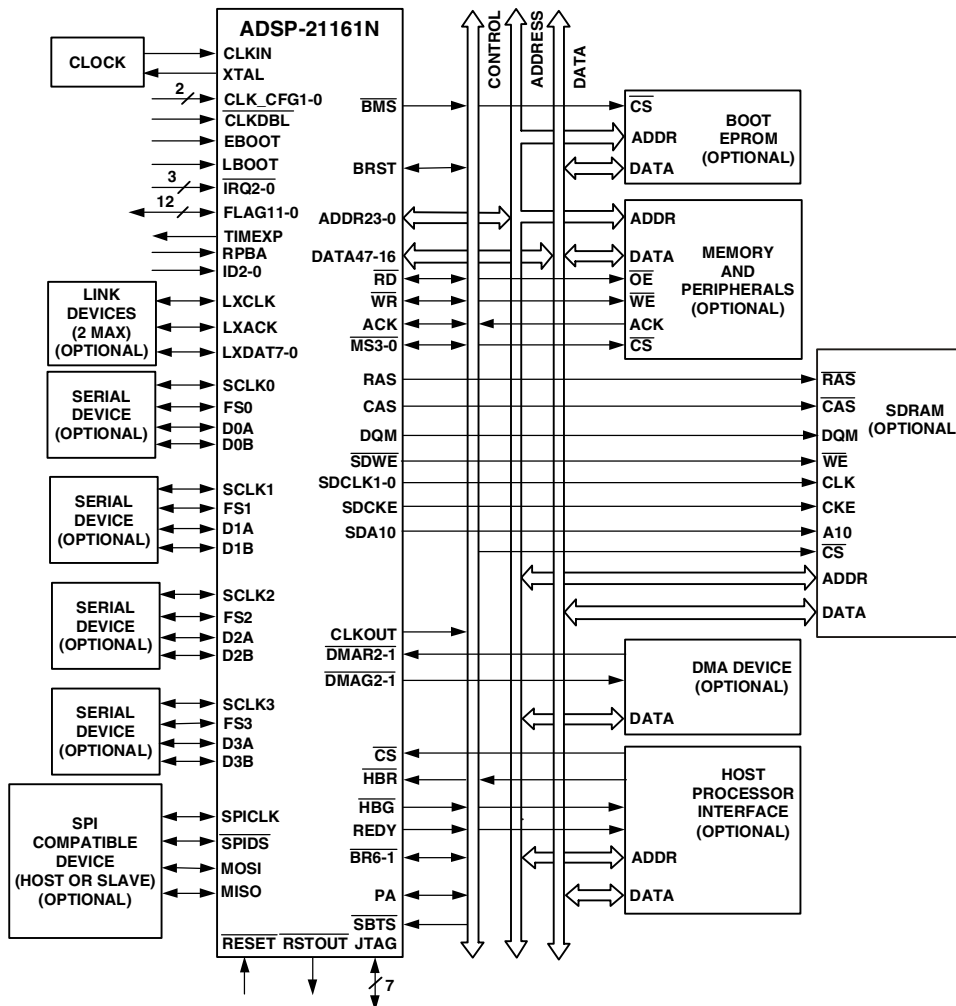 ADSP-21161N
CLOCK
CLKIN
XTAL
2
CLK_CFG1-0
CLKDBL
EBOOT
LBOOT
3
IRQ2-0
12
FLAG11-0
TIMEXP
RPBA
ID2-0
LINK
DEVICES
(2 MAX)
(OPTIONAL)
LXCLK
LXACK
LXDAT7-0
SERIAL
DEVICE
(OPTIONAL)
SCLK0
FS0
D0A
D0B
SERIAL
DEVICE
(OPTIONAL)
SCLK1
FS1
D1A
D1B
SERIAL
DEVICE
(OPTIONAL)
SCLK2
FS2
D2A
D2B
SERIAL
DEVICE
(OPTIONAL)
SCLK3
FS3
D3A
D3B
SPI
COMPATIBLE
DEVICE
(HOST OR SLAVE)
(OPTIONAL)
SPICLK
SPIDS
MOSI
MISO
RESET RSTOUT JTAG
7
BMS
BRST
ADDR23-0
DATA47-16
RD
WR
ACK
MS3-0
RAS
CAS
DQM
SDWE
SDCLK1-0
SDCKE
SDA10
CLKOUT
DMAR2-1
DMAG2-1
CS
HBR
HBG
REDY
BR6-1
PA
SBTS
CONTROL
ADDRESS
DATA
CS
ADDR
DATA
BOOT
EPROM
(OPTIONAL)
ADDR
DATA
OE
WE
ACK
CS
MEMORY
AND
PERIPHERALS
(OPTIONAL)
RAS
CAS
DQM
WE
CLK
CKE
A10
CS
ADDR
DATA
SDRAM
(OPTIONAL)
DMA DEVICE
(OPTIONAL)
DATA
HOST
PROCESSOR
INTERFACE
(OPTIONAL)
ADDR
DATA